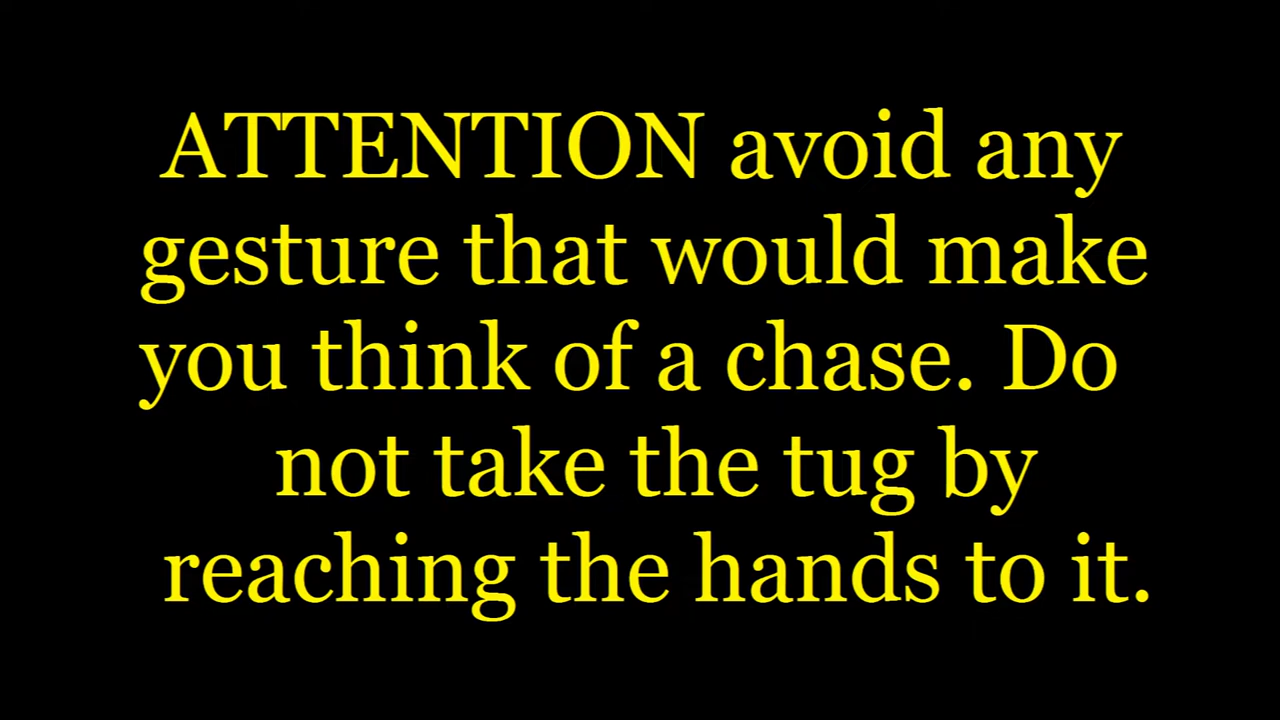 ATTENTION avoid any
gesture that would make
you think of a chase. Do
not take the tug by
reaching the hands to it.